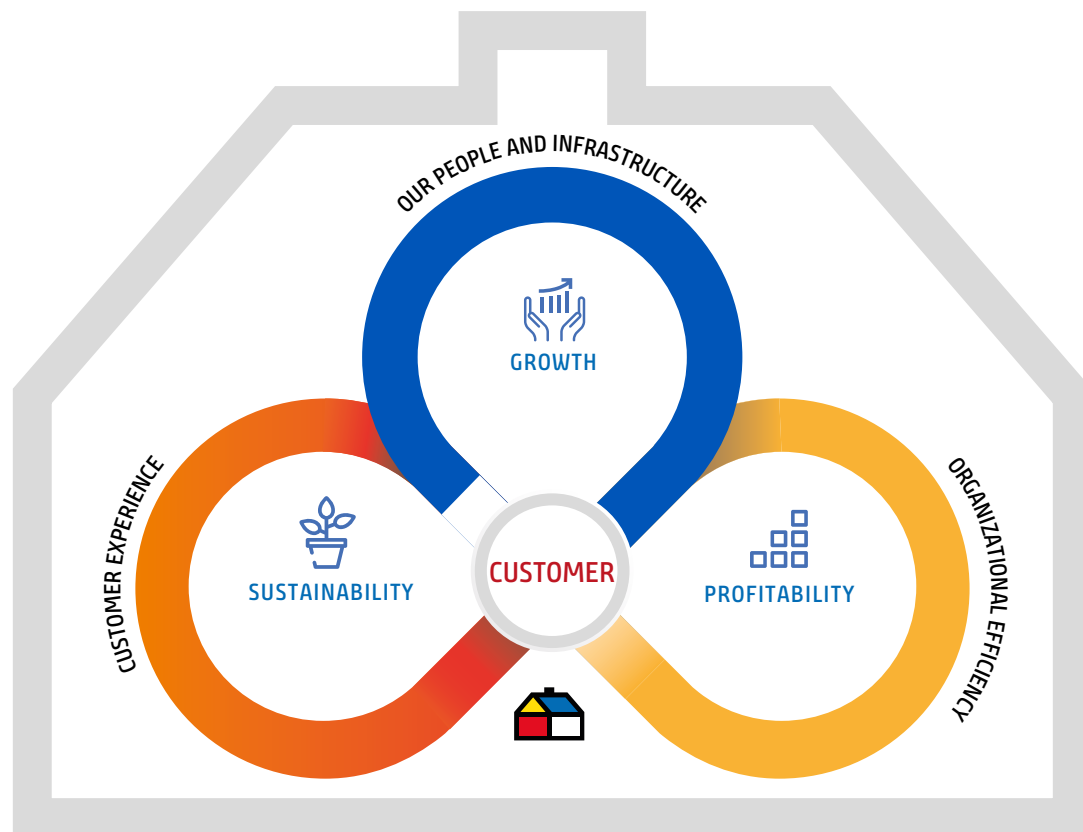 OUR PEOPLE AND INFRASTRUCTURE
GROWTH
CUSTOMER EXPERIENCE
SUSTAINABILITY
CUSTOMER
PROFITABILITY
ORGANIZATIONAL EFFICIENCY